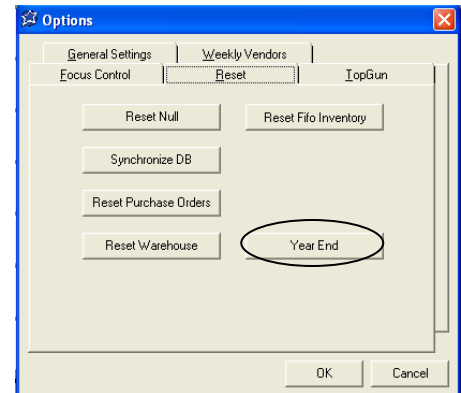 Options
General Settings Weekly Vendors
Focus Control Reset TopGun
Reset Null Reset Fifo Inventory
Synchronize DB
Reset Purchase Orders
Reset Warehouse Year End
OK Cancel